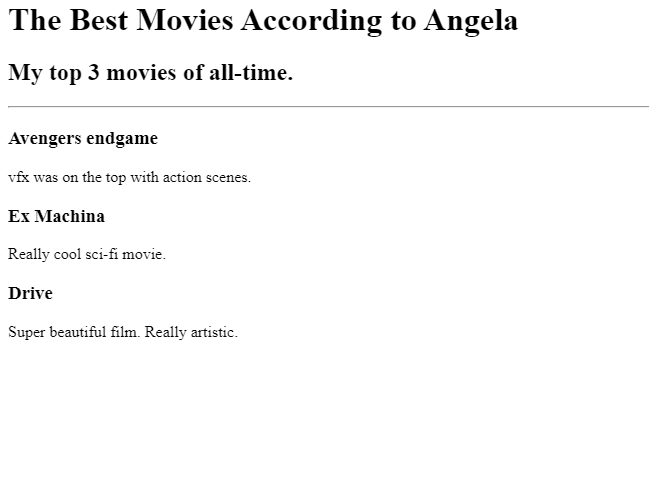 The Best Movies According to Angela
My top 3 movies of all-time.
Avengers endgame
vfx was on the top with action scenes.
Ex Machina
Really cool sci-fi movie.
Drive
Super beautiful film. Really artistic.